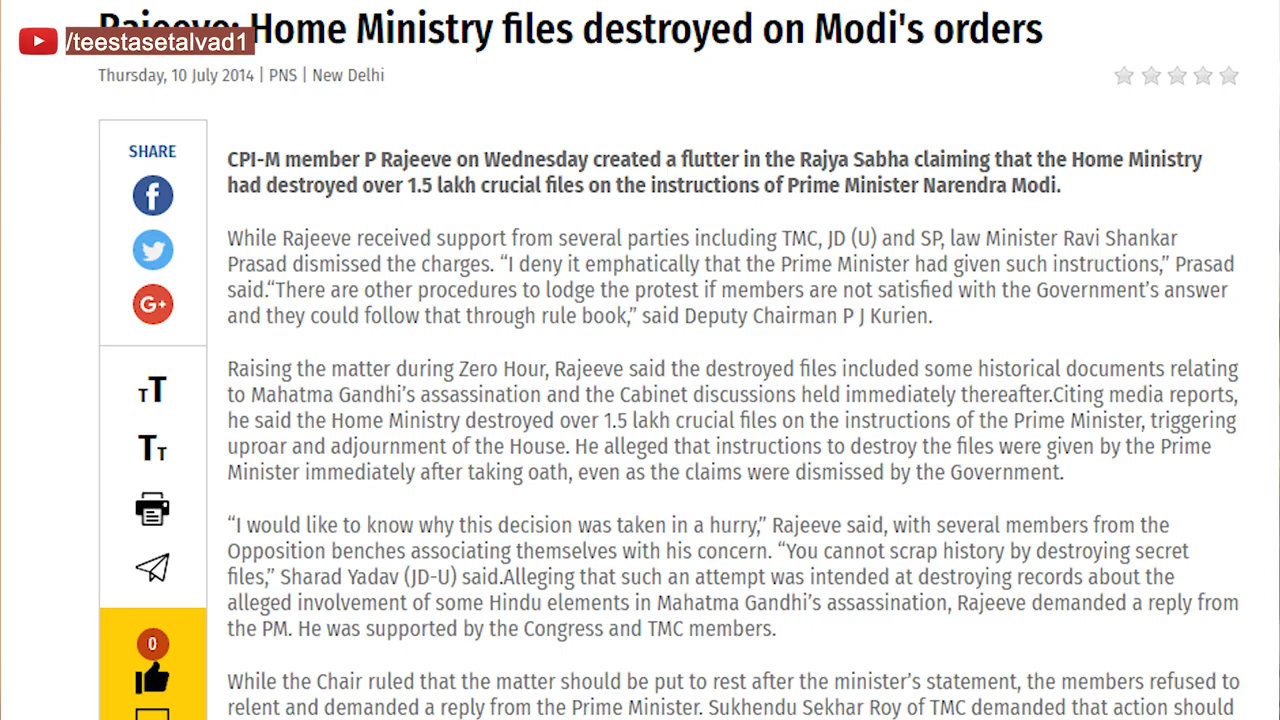 Rajeeve: Home Ministry files destroyed on Modi's orders
/teestasetalvad1
Thursday, 10 July 2014 | PNS | New Delhi
SHARE
CPI-M member P Rajeeve on Wednesday created a flutter in the Rajya Sabha claiming that the Home Ministry
had destroyed over 1.5 lakh crucial files on the instructions of Prime Minister Narendra Modi.
While Rajeeve received support from several parties including TMC, JD (U) and SP, law Minister Ravi Shankar
Prasad dismissed the charges. “I deny it emphatically that the Prime Minister had given such instructions,” Prasad
said.“There are other procedures to lodge the protest if members are not satisfied with the Government’s answer
and they could follow that through rule book,” said Deputy Chairman P J Kurien.
Raising the matter during Zero Hour, Rajeeve said the destroyed files included some historical documents relating
to Mahatma Gandhi’s assassination and the Cabinet discussions held immediately thereafter.Citing media reports,
he said the Home Ministry destroyed over 1.5 lakh crucial files on the instructions of the Prime Minister, triggering
uproar and adjournment of the House. He alleged that instructions to destroy the files were given by the Prime
Minister immediately after taking oath, even as the claims were dismissed by the Government.
“I would like to know why this decision was taken in a hurry,” Rajeeve said, with several members from the
Opposition benches associating themselves with his concern. “You cannot scrap history by destroying secret
files,” Sharad Yadav (JD-U) said.Alleging that such an attempt was intended at destroying records about the
alleged involvement of some Hindu elements in Mahatma Gandhi’s assassination, Rajeeve demanded a reply from
the PM. He was supported by the Congress and TMC members.
While the Chair ruled that the matter should be put to rest after the minister’s statement, the members refused to
relent and demanded a reply from the Prime Minister. Sukhendu Sekhar Roy of TMC demanded that action should
G+
TT
TT
0